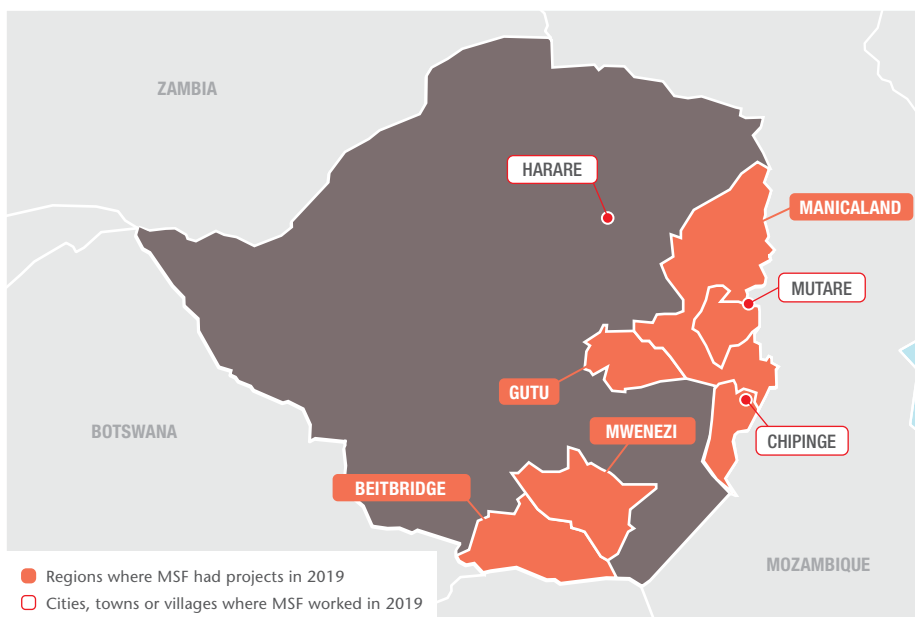 ZAMBIA
HARARE
MANICALAND
MUTARE
GUTU
MWENEZI
BOTSWANA
CHIPINGE
BEITBRIDGE
MOZAMBIQUE
Regions where MSF had projects in 2019
Cities, towns or villages where MSF worked in 2019